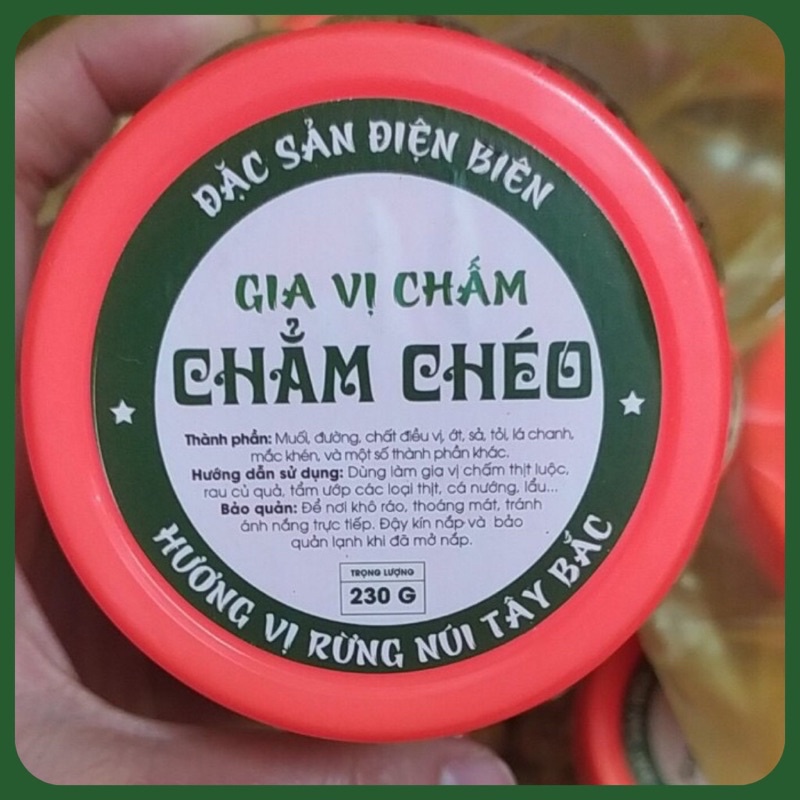 ĐẶC SẢN ĐIỆN BIÊN
GIA VỊ CHẤM
CHẲM CHÉO
Thành phần: Muối, đường, chất điều vị, ớt, sả, tỏi, lá chanh,
mắc khén, và một số thành phần khác.
Hướng dẫn sử dụng: Dùng làm gia vị chấm thịt luộc,
rau củ quả, tẩm ướp các loại thịt, cá nướng, lẩu...
Bảo quản: Để nơi khô ráo, thoáng mát, tránh
ánh nắng trực tiếp. Đậy kín nắp và bảo
quản lạnh khi đã mở nắp.
TRỌNG LƯỢNG
230 G
HƯƠNG VỊ RỪNG NÚI TÂY BẮC